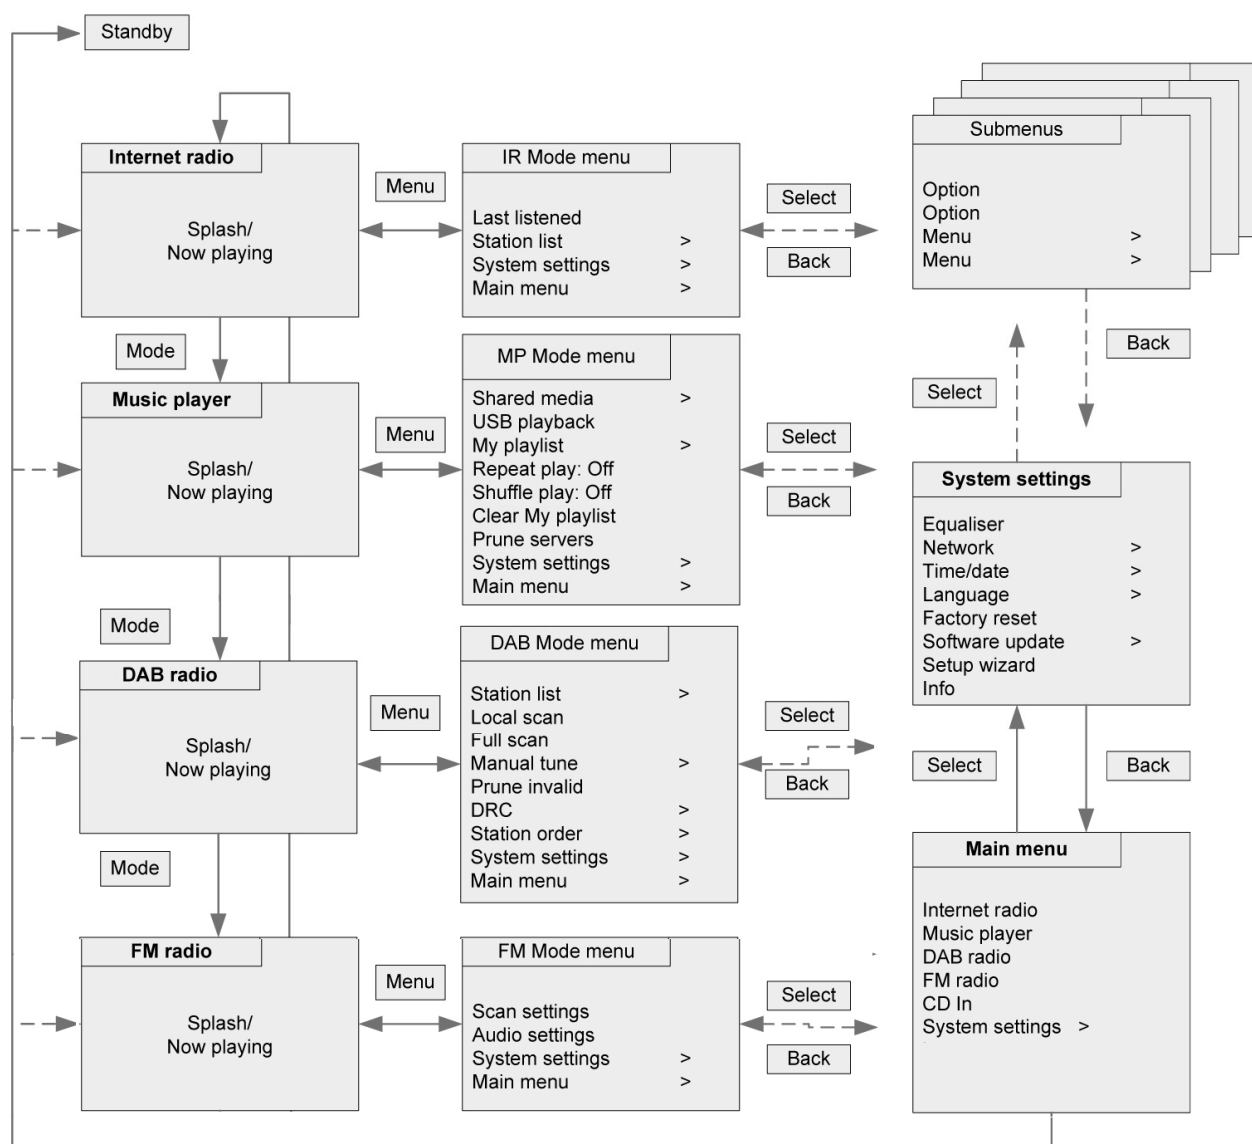 Standby
Internet radio
Splash/
Now playing
Menu
IR Mode menu
Last listened
Station list >
System settings >
Main menu >
Select
Back
Submenus
Option
Option
Menu >
Menu >
Mode
Music player
Splash/
Now playing
Menu
MP Mode menu
Shared media >
USB playback
My playlist >
Repeat play: Off
Shuffle play: Off
Clear My playlist
Prune servers
System settings >
Main menu >
Select
Back
Select
Back
System settings
Equaliser
Network >
Time/date >
Language >
Factory reset
Software update >
Setup wizard
Info
Mode
DAB radio
Splash/
Now playing
Menu
DAB Mode menu
Station list >
Local scan
Full scan
Manual tune >
Prune invalid
DRC >
Station order >
System settings >
Main menu >
Select
Back
Select
Back
Main menu
Internet radio
Music player
DAB radio
FM radio
CD In
System settings >
Mode
FM radio
Splash/
Now playing
Menu
FM Mode menu
Scan settings
Audio settings
System settings >
Main menu >
Select
Back